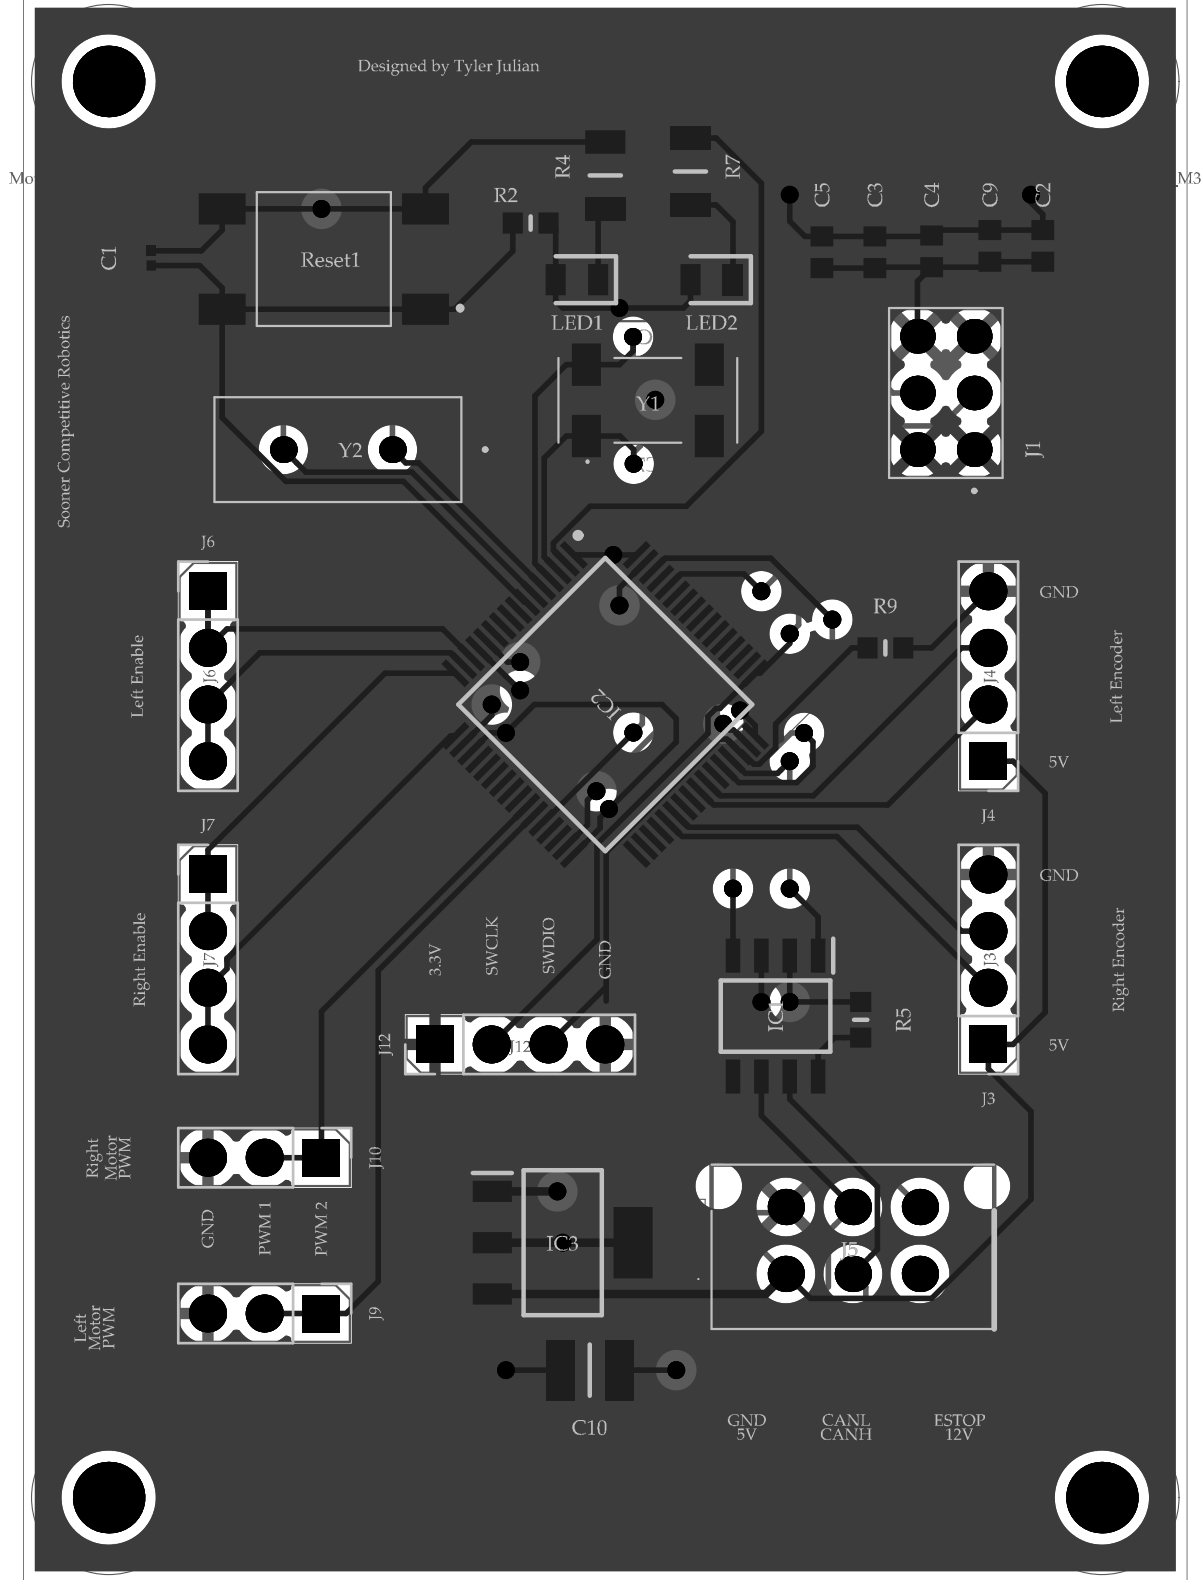 Designed by Tyler Julian
M3
R4
R7
R2
C5
C3
C4
C9
C2
C1
Reset1
LED1
LED2
Sooner Competitive Robotics
Y1
Y2
J1
J6
R9
GND
Left Enable
J6
IC2
J4
Left Encoder
5V
J7
J4
GND
Right Enable
J7
3.3V
SWCLK
SWDIO
GND
J3
Right Encoder
IC
R5
J12
J12
5V
J3
Right
Motor
PWM
J10
GND
PWM 1
PWM 2
IC3
J5
Left
Motor
PWM
J9
C10
GND
5V
CANL
CANH
ESTOP
12V